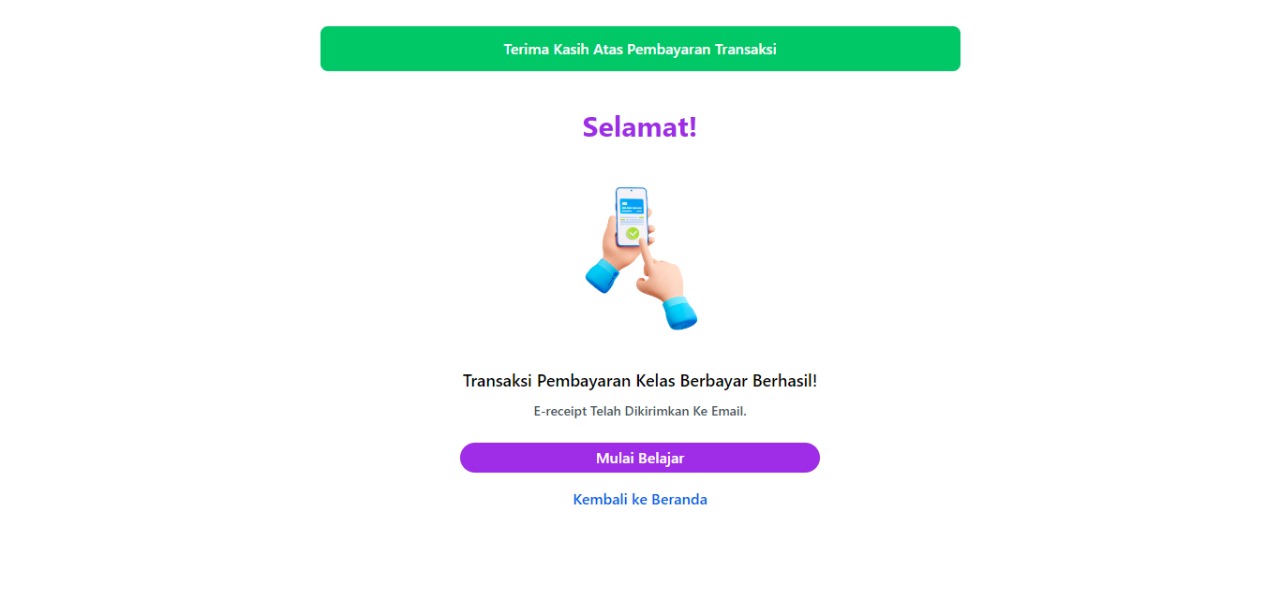 Terima Kasih Atas Pembayaran Transaksi
Selamat!
Transaksi Pembayaran Kelas Berbayar Berhasil!
E-receipt Telah Dikirimkan Ke Email.
Mulai Belajar
Kembali ke Beranda